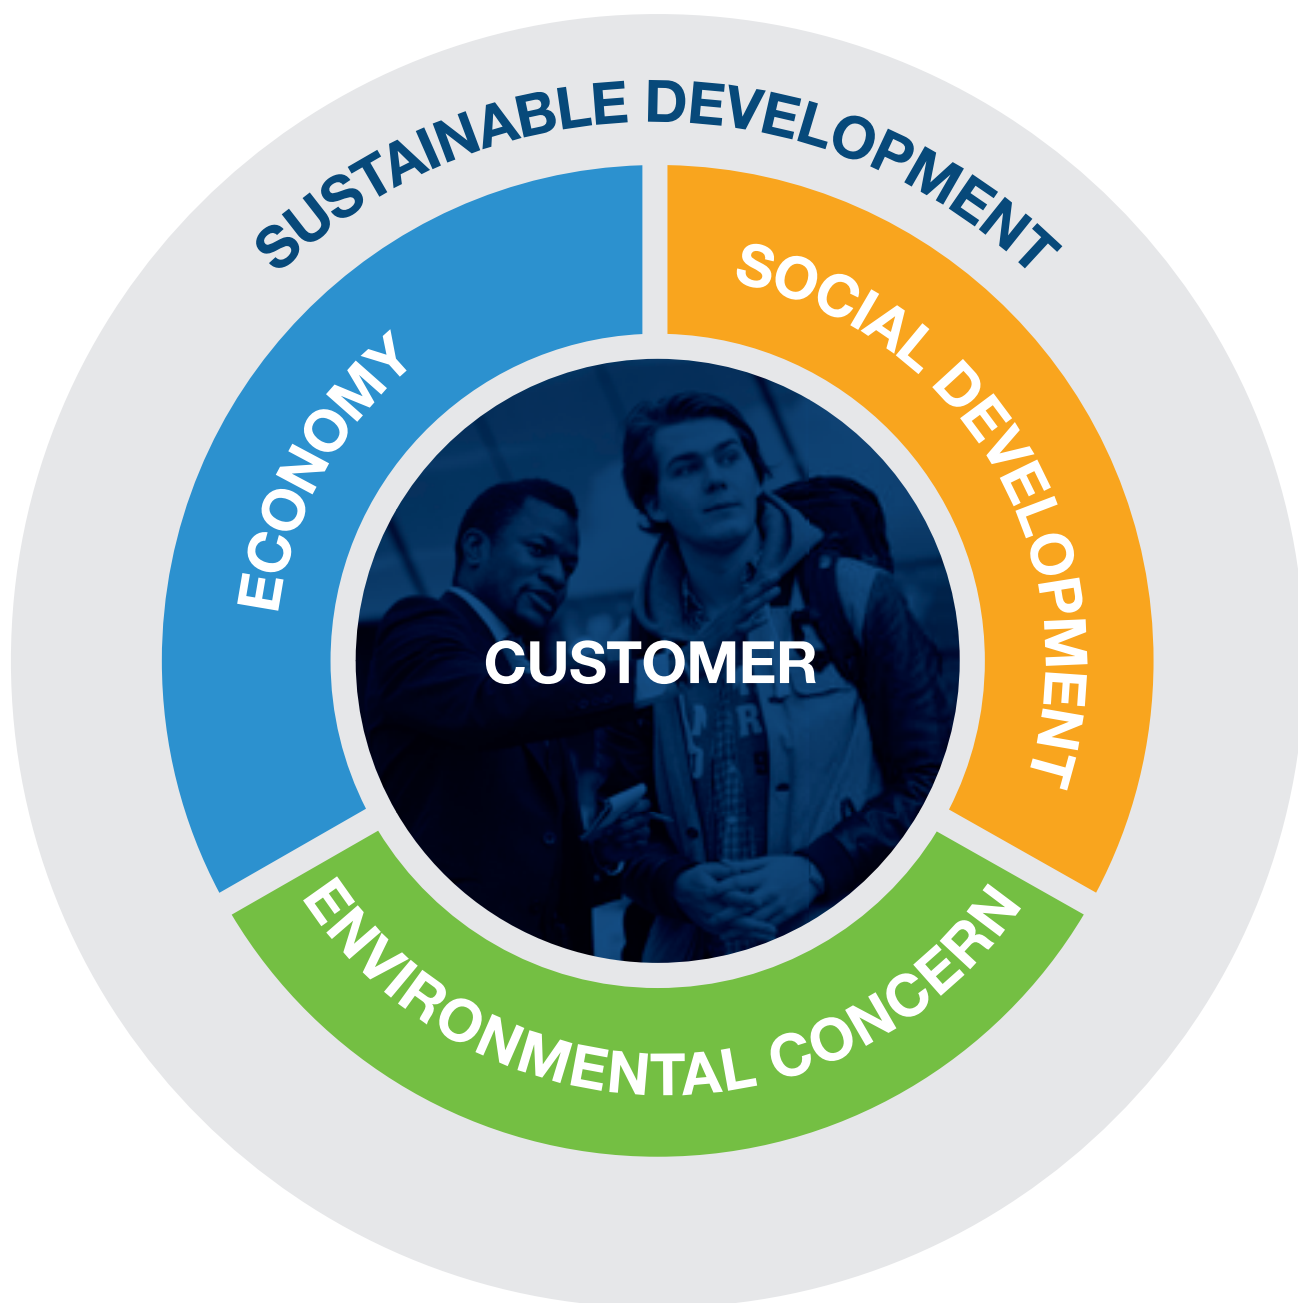 SUSTAINABLE DEVELOPMENT
ECONOMY
SOCIAL DEVELOPMENT
CUSTOMER
ENVIRONMENTAL CONCERN